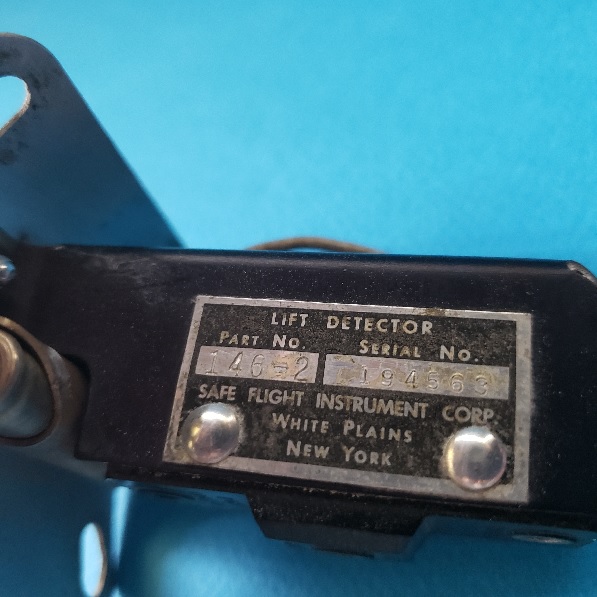 LIFT DETECTOR
PART NO. SERIAL NO.
146-2 194563
SAFE FLIGHT INSTRUMENT CORP.
WHITE PLAINS
NEW YORK